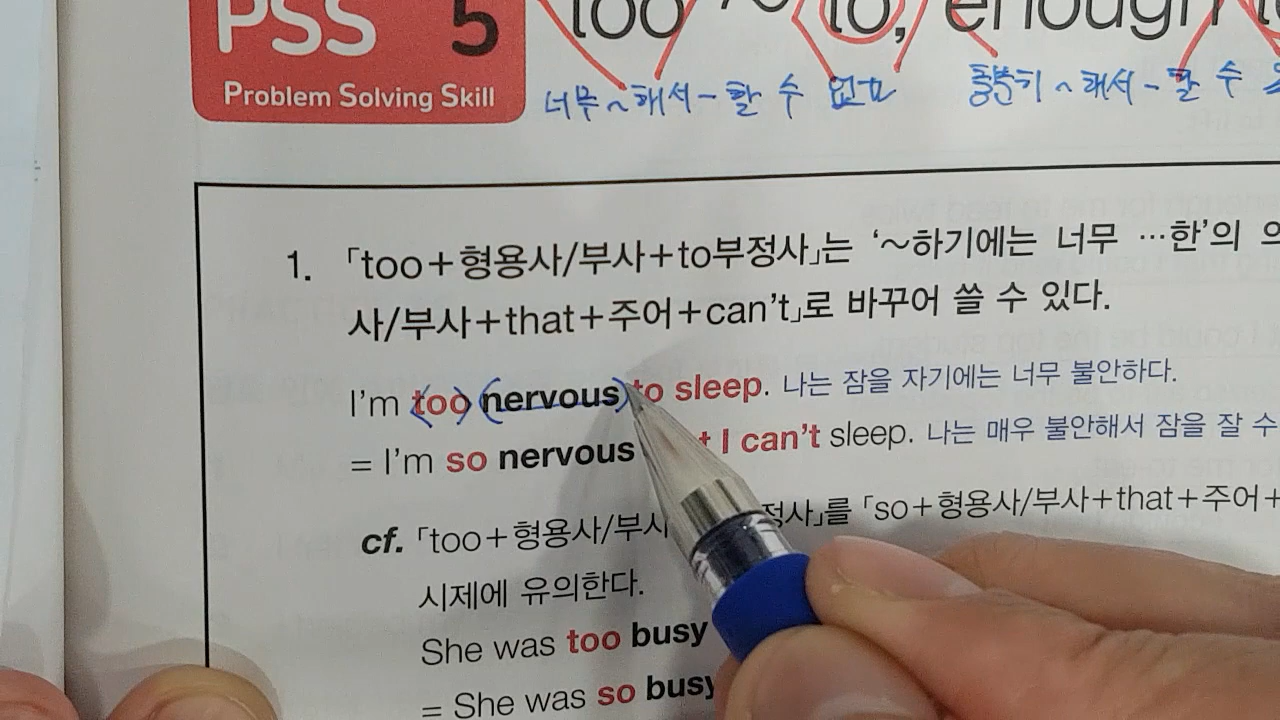 PSS 5 too ~ to, enough
Problem Solving Skill
너무 ~ 해서 - 할 수 없다 충분히 ~ 해서 - 할 수
1. 「too+형용사/부사+to부정사」는 ‘~하기에는 너무 …한’의
사/부사+that+주어+can't」로 바꾸어 쓸 수 있다.
I'm too nervous to sleep. 나는 잠을 자기에는 너무 불안하다.
= I'm so nervous I can't sleep. 나는 매우 불안해서 잠을 잘 수
cf. 「too+형용사/부사 정사」를 「so+형용사/부사+that+주어+
시제에 유의한다.
She was too busy
= She was so busy